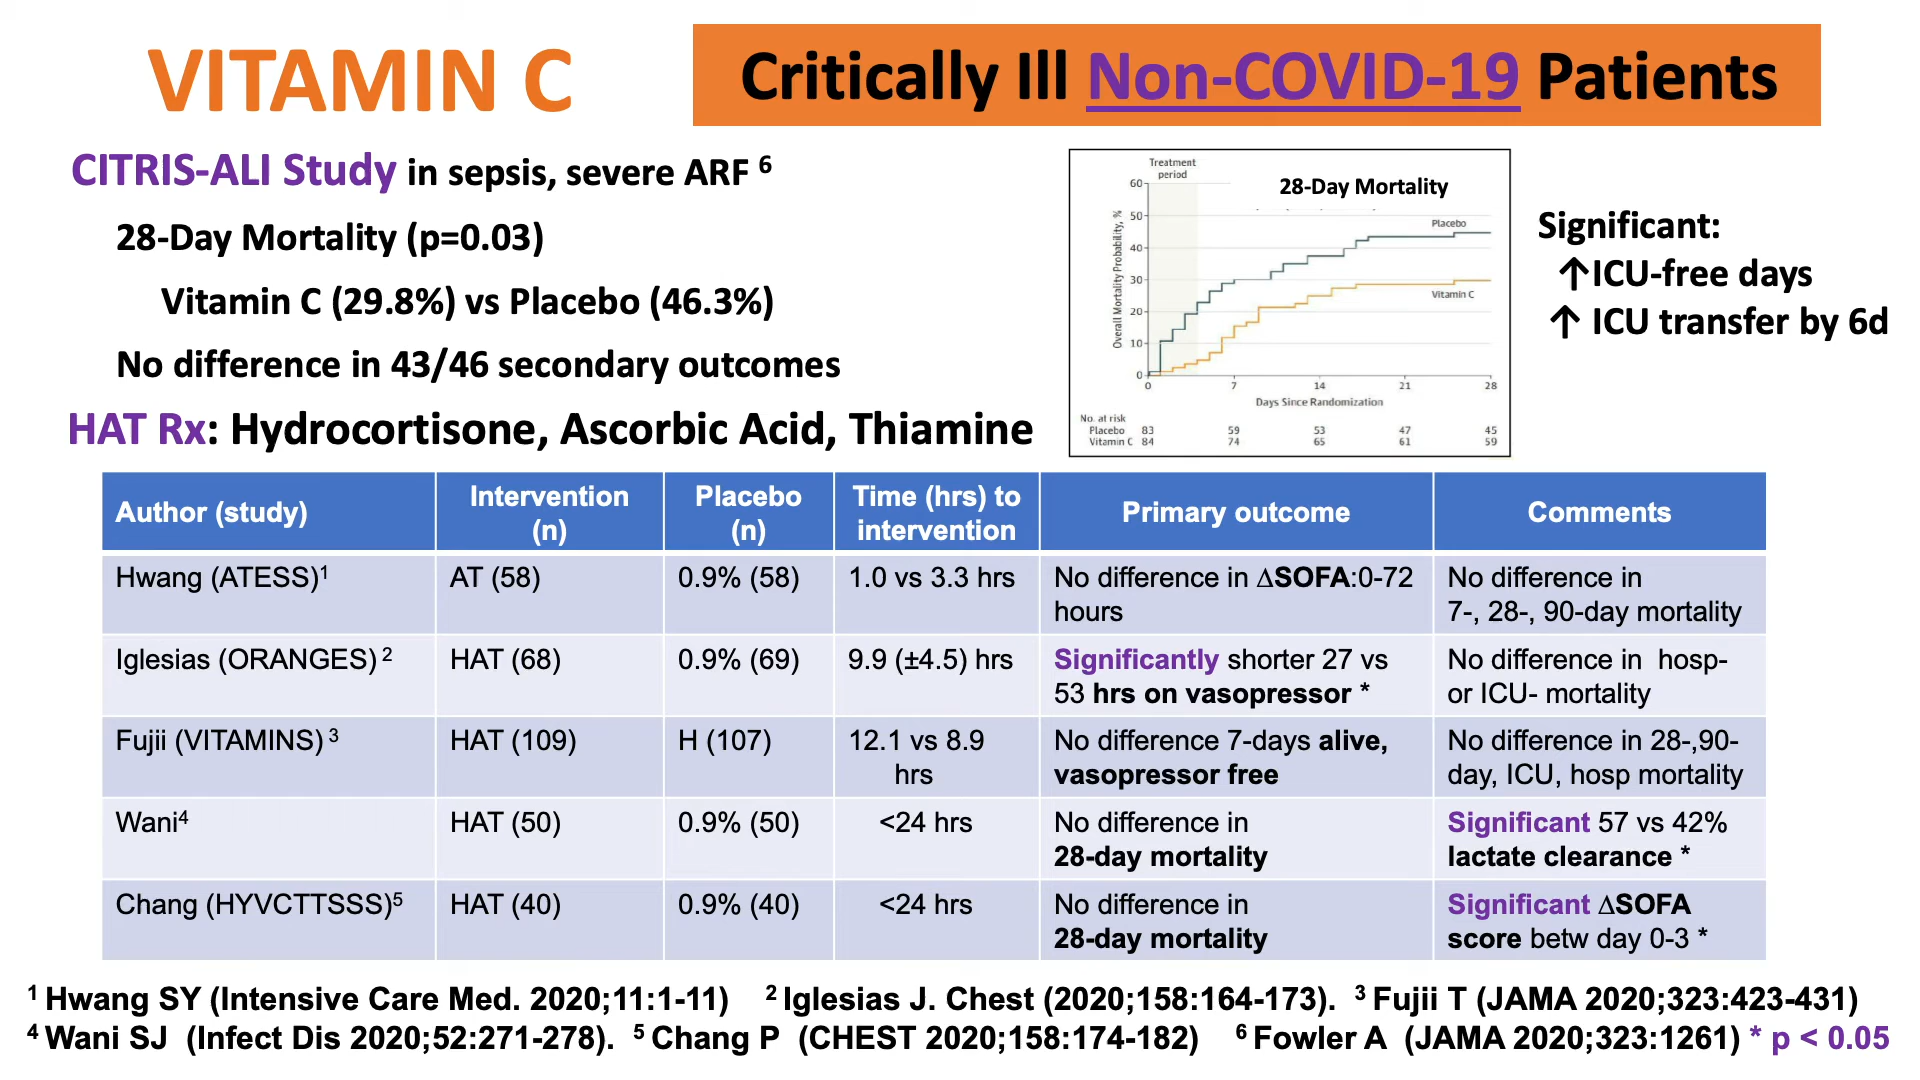 VITAMIN C
Critically Ill Non-COVID-19 Patients
CITRIS-ALI Study in sepsis, severe ARF 6
28-Day Mortality (p=0.03)
Vitamin C (29.8%) vs Placebo (46.3%)
No difference in 43/46 secondary outcomes
HAT Rx: Hydrocortisone, Ascorbic Acid, Thiamine
Treatment
period
28-Day Mortality
Overall Mortality Probability, %
60
50
40
30
20
10
0
Placebo
Vitamin C
0 7 14 21 28
Days Since Randomization
No. at risk
Placebo 83 59 53 47 45
Vitamin C 84 74 65 61 59
Significant:
↑ICU-free days
↑ ICU transfer by 6d
Author (study)
Intervention
(n)
Placebo
(n)
Time (hrs) to
intervention
Primary outcome
Comments
Hwang (ATESS)1
AT (58)
0.9% (58)
1.0 vs 3.3 hrs
No difference in ΔSOFA:0-72
hours
No difference in
7-, 28-, 90-day mortality
Iglesias (ORANGES) 2
HAT (68)
0.9% (69)
9.9 (±4.5) hrs
Significantly shorter 27 vs
53 hrs on vasopressor *
No difference in hosp-
or ICU- mortality
Fujii (VITAMINS) 3
HAT (109)
H (107)
12.1 vs 8.9
hrs
No difference 7-days alive,
vasopressor free
No difference in 28-,90-
day, ICU, hosp mortality
Wani4
HAT (50)
0.9% (50)
<24 hrs
No difference in
28-day mortality
Significant 57 vs 42%
lactate clearance *
Chang (HYVCTTSSS)5
HAT (40)
0.9% (40)
<24 hrs
No difference in
28-day mortality
Significant ΔSOFA
score betw day 0-3 *
1 Hwang SY (Intensive Care Med. 2020;11:1-11) 2 Iglesias J. Chest (2020;158:164-173). 3 Fujii T (JAMA 2020;323:423-431)
4 Wani SJ (Infect Dis 2020;52:271-278). 5 Chang P (CHEST 2020;158:174-182) 6 Fowler A (JAMA 2020;323:1261) * p < 0.05